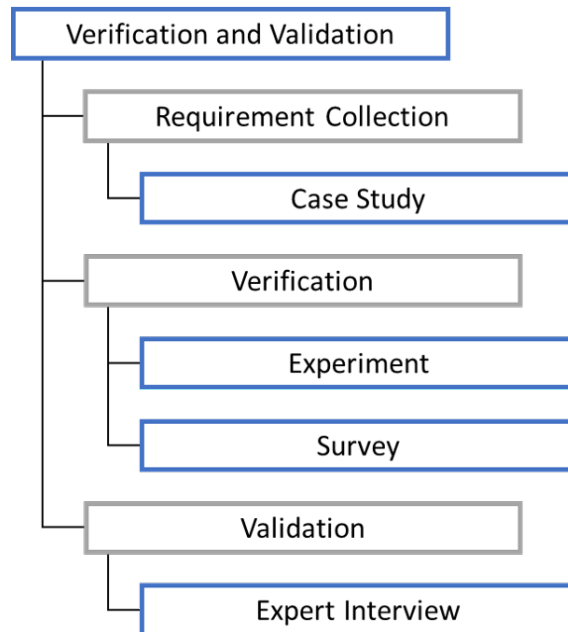 Verification and Validation
Requirement Collection
Case Study
Verification
Experiment
Survey
Validation
Expert Interview